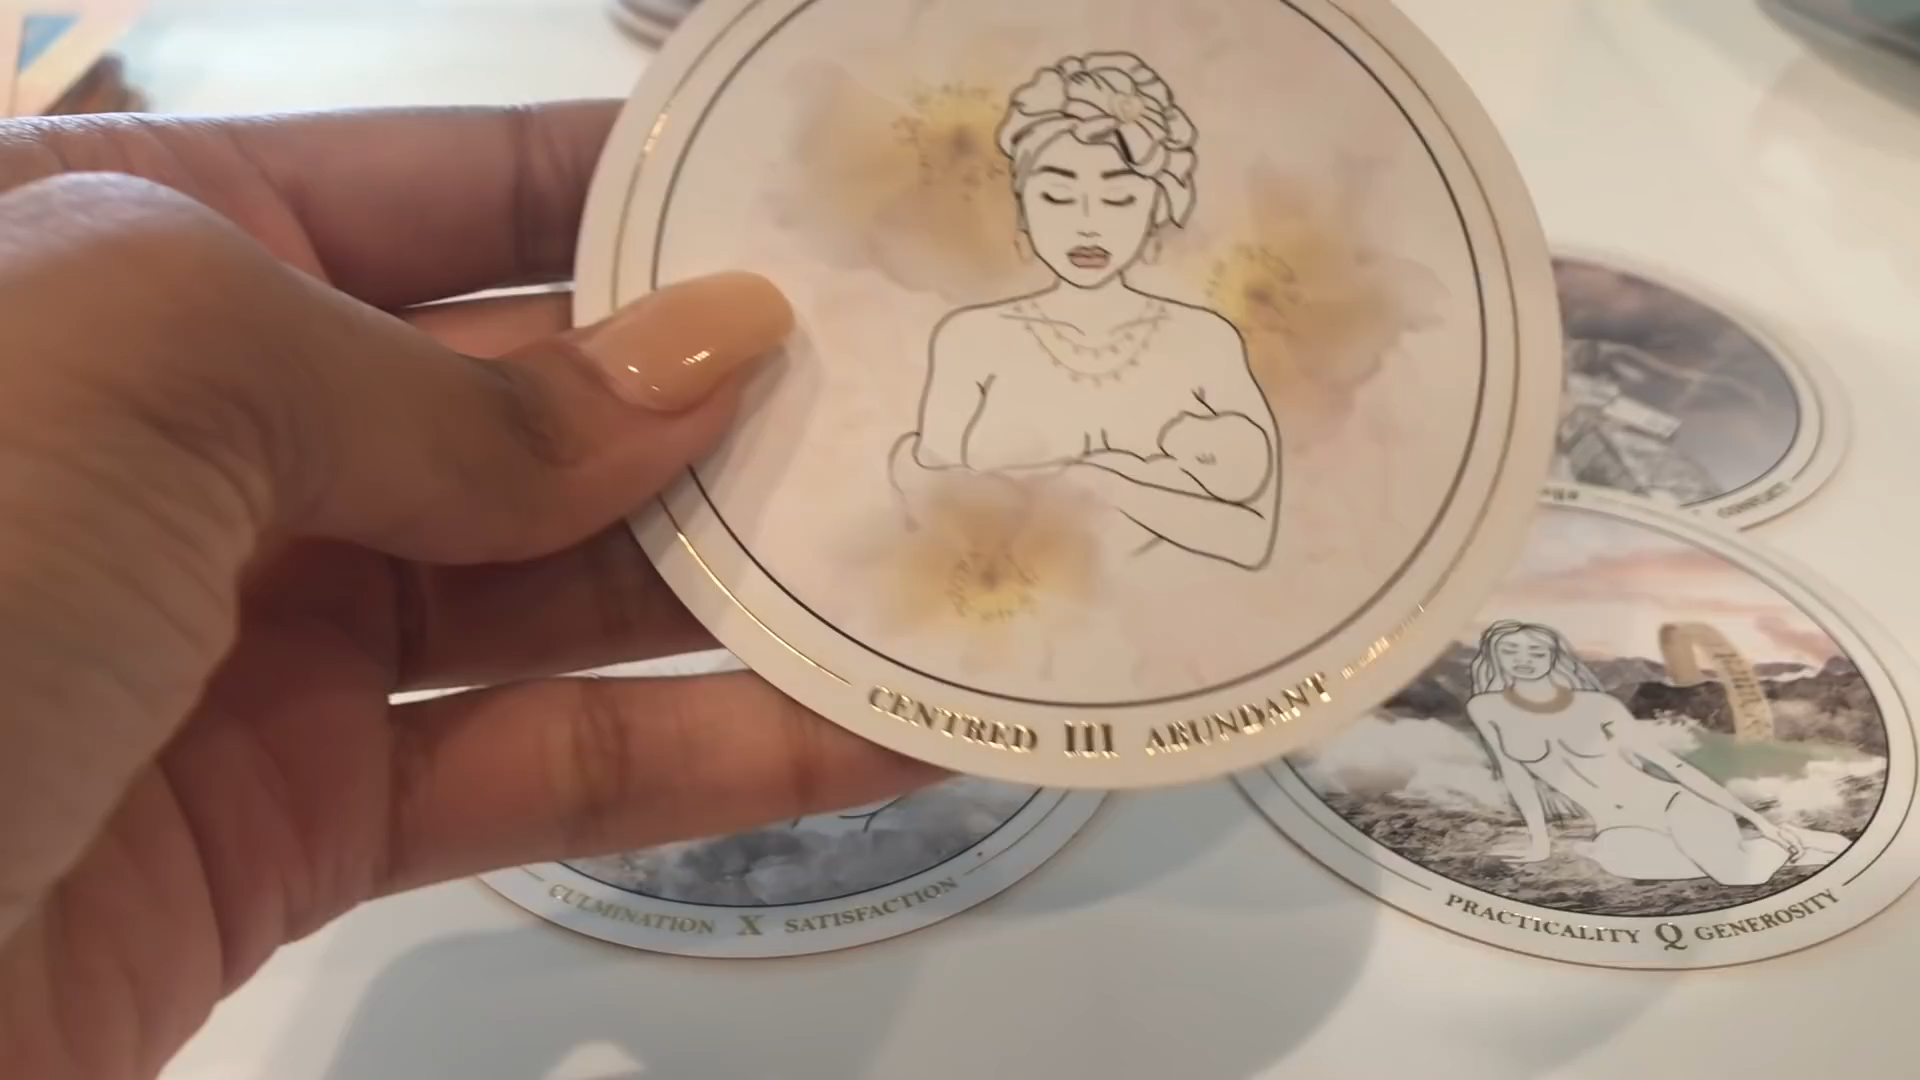 CENTRED III ABUNDANT
CULMINATION X SATISFACTION
PRACTICALITY Q GENEROSITY